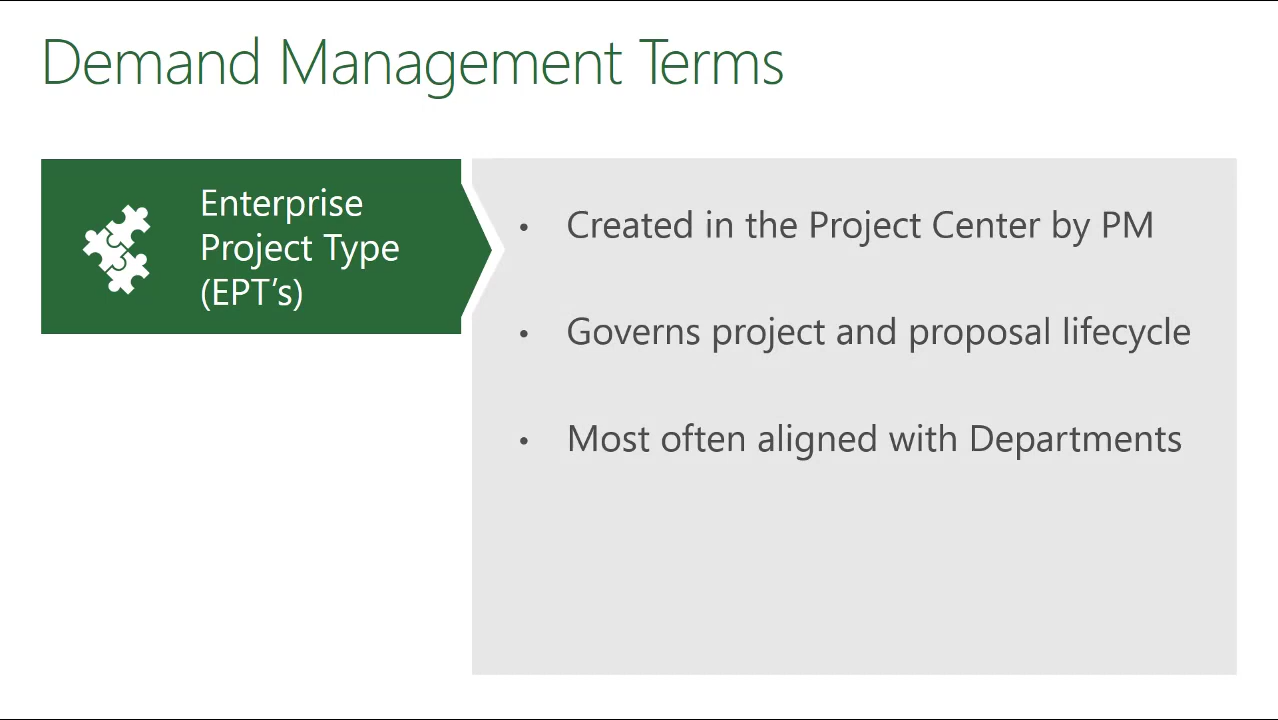 Demand Management Terms
Enterprise
Project Type
(EPT’s)
• Created in the Project Center by PM
• Governs project and proposal lifecycle
• Most often aligned with Departments